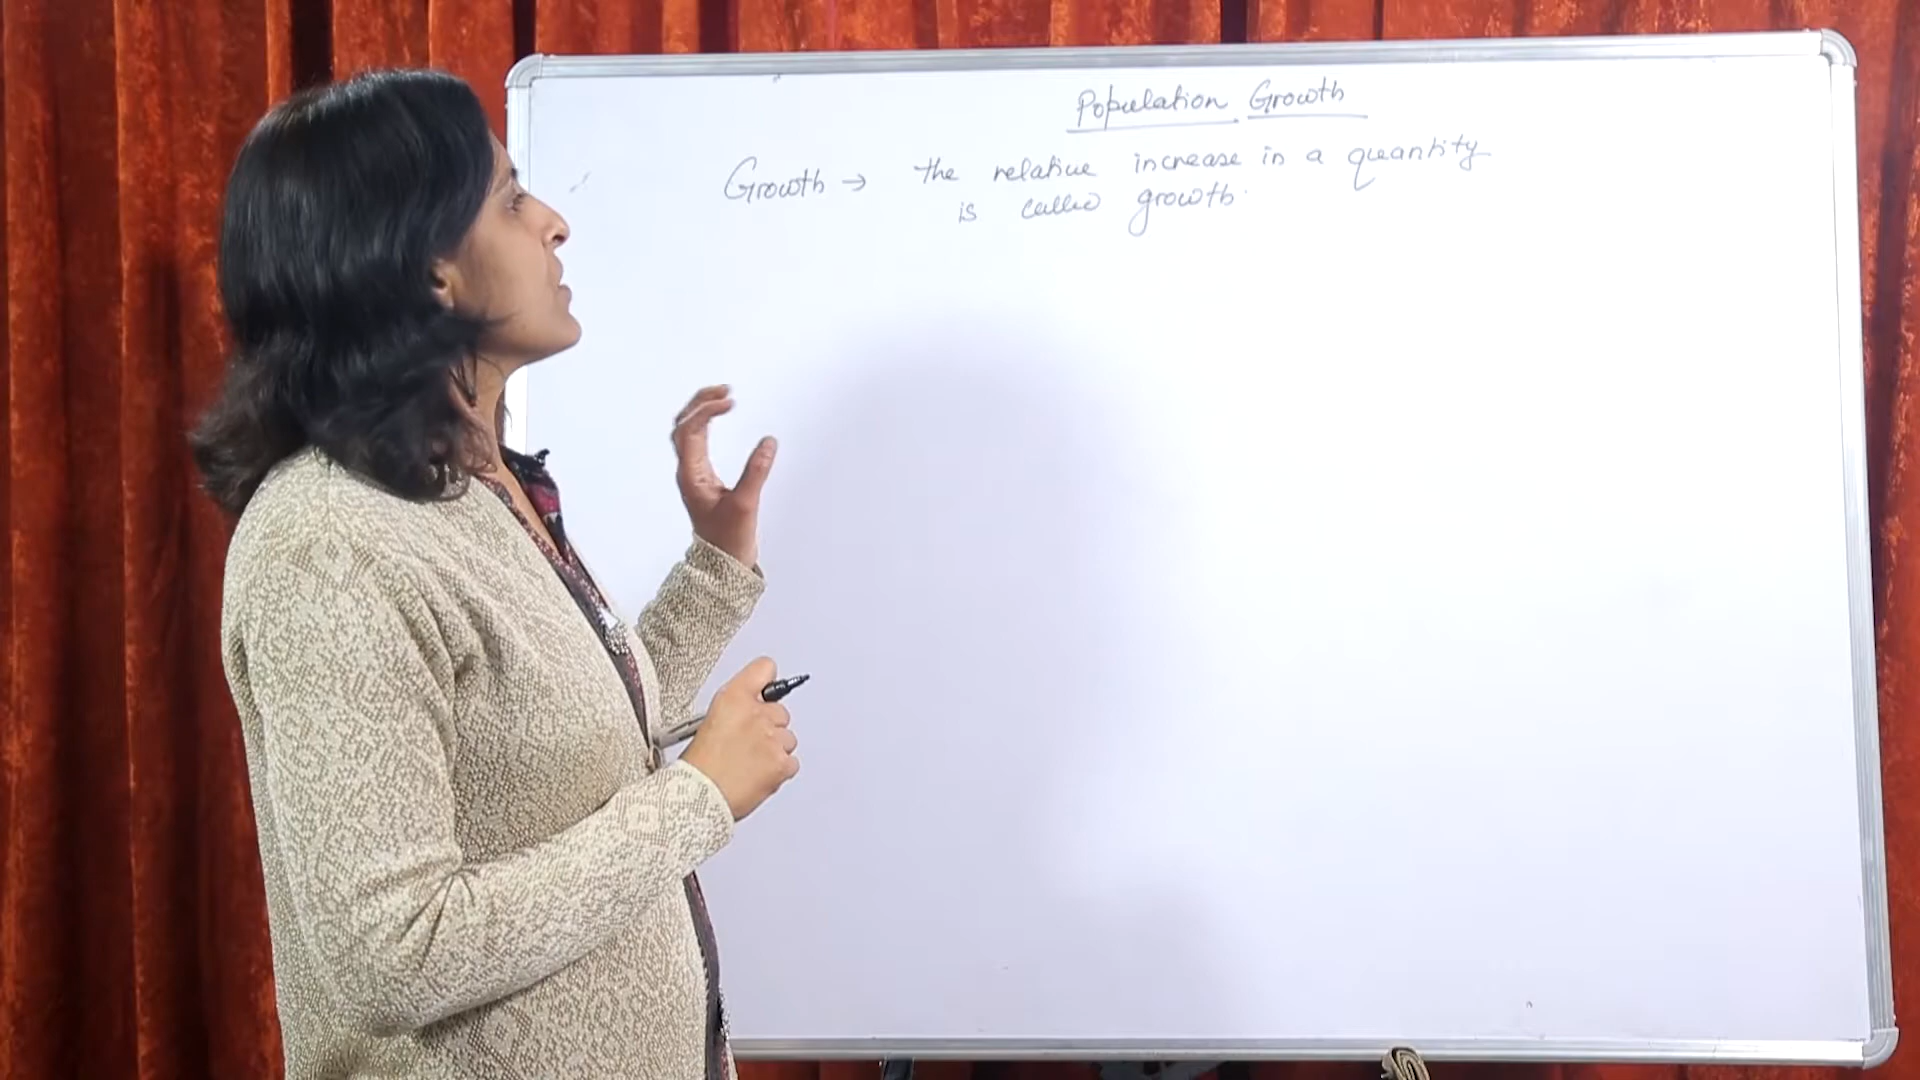 Population Growth
Growth → the relative increase in a quantity
is called growth.